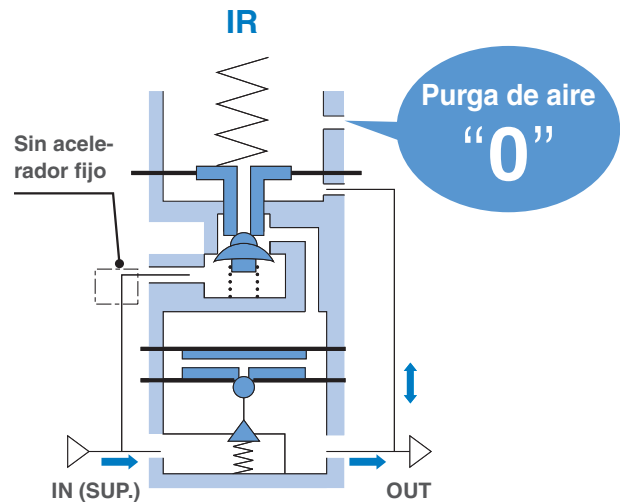 IR
Purga de aire
“0”
Sin acele-
rador fijo
IN (SUP.)
OUT